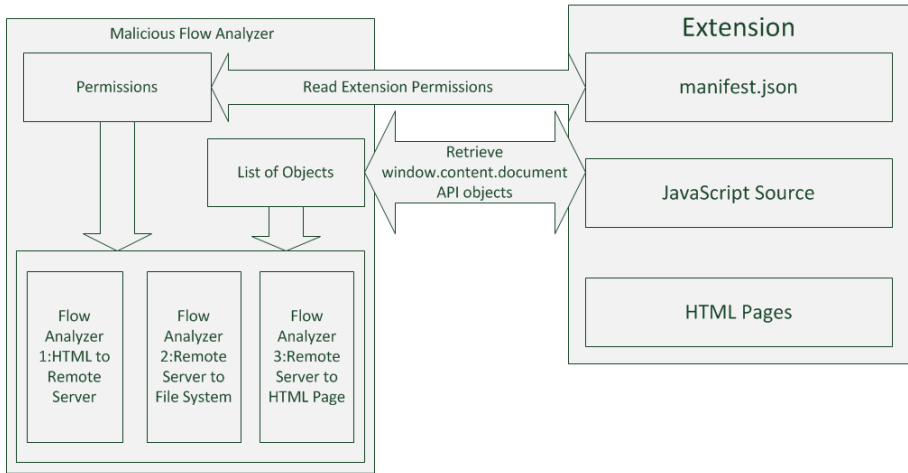 Malicious Flow Analyzer
Permissions
Read Extension Permissions
List of Objects
Retrieve
window.content.document
API objects
Flow
Analyzer
1:HTML to
Remote
Server
Flow
Analyzer
2:Remote
Server to
File System
Flow
Analyzer
3:Remote
Server to
HTML Page
Extension
manifest.json
JavaScript Source
HTML Pages